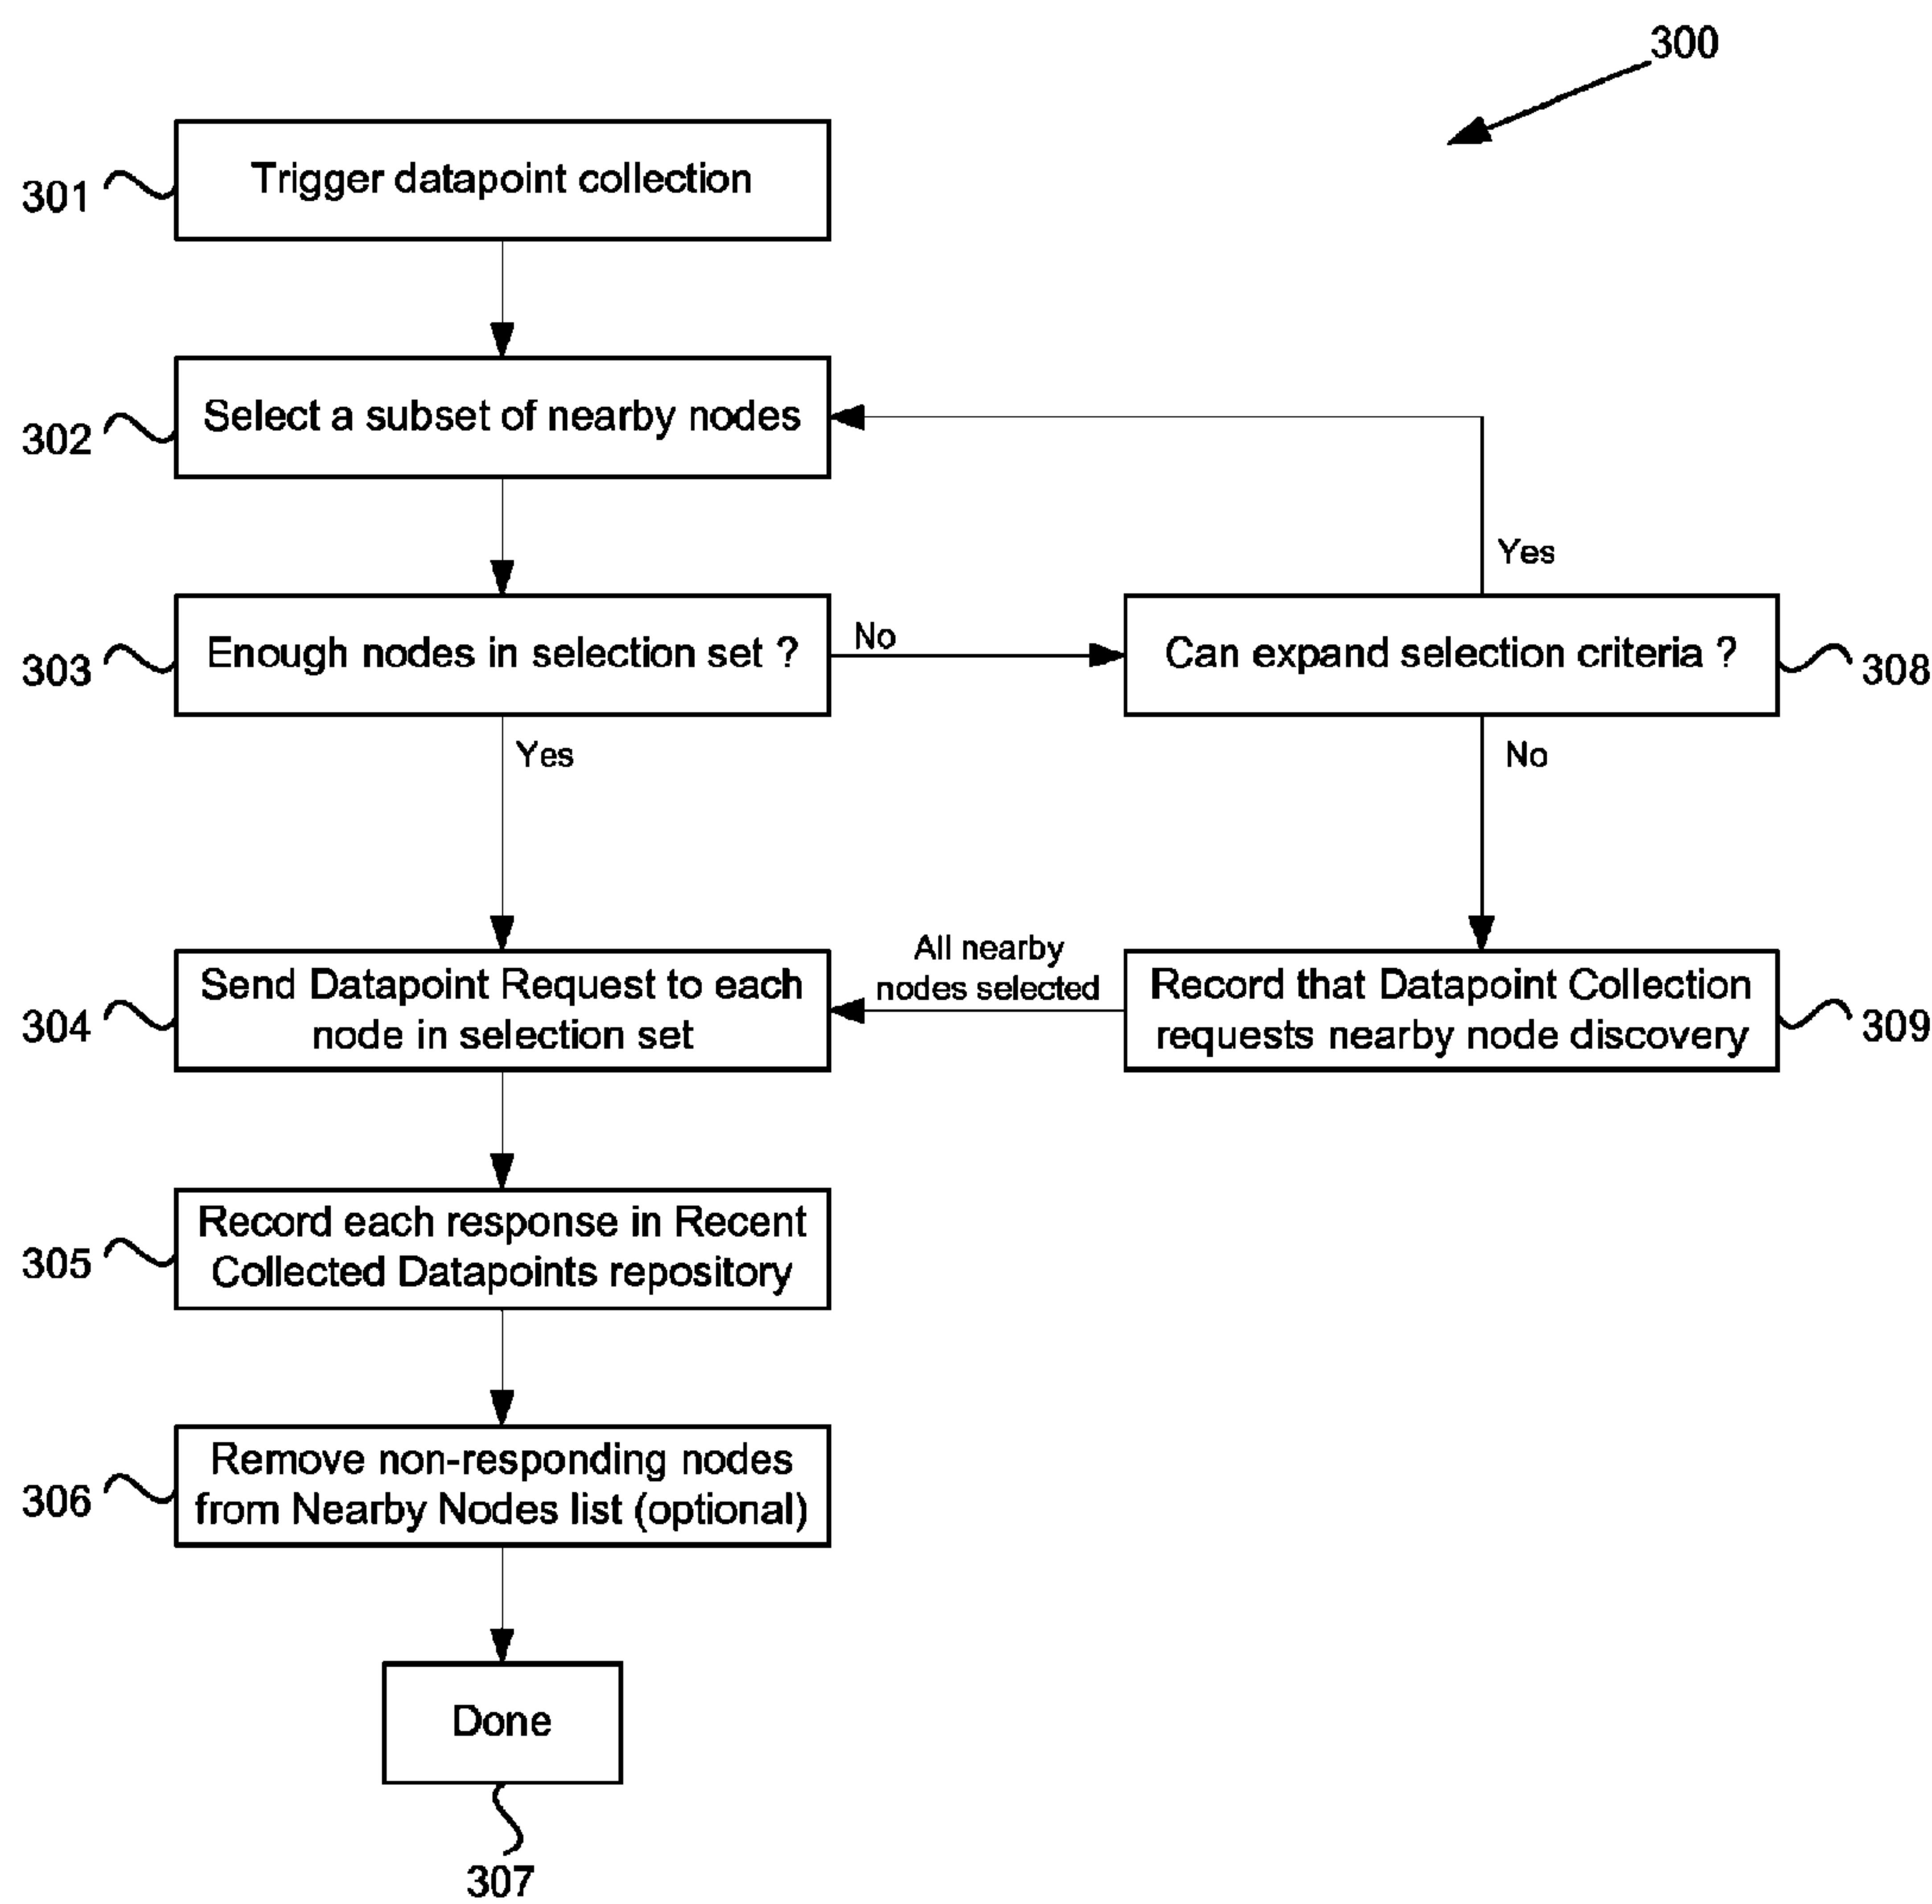 300
301
Trigger datapoint collection
302
Select a subset of nearby nodes
Yes
303
Enough nodes in selection set ?
No
Can expand selection criteria ?
308
Yes
No
304
Send Datapoint Request to each
node in selection set
All nearby
nodes selected
Record that Datapoint Collection
requests nearby node discovery
309
305
Record each response in Recent
Collected Datapoints repository
306
Remove non-responding nodes
from Nearby Nodes list (optional)
Done
307